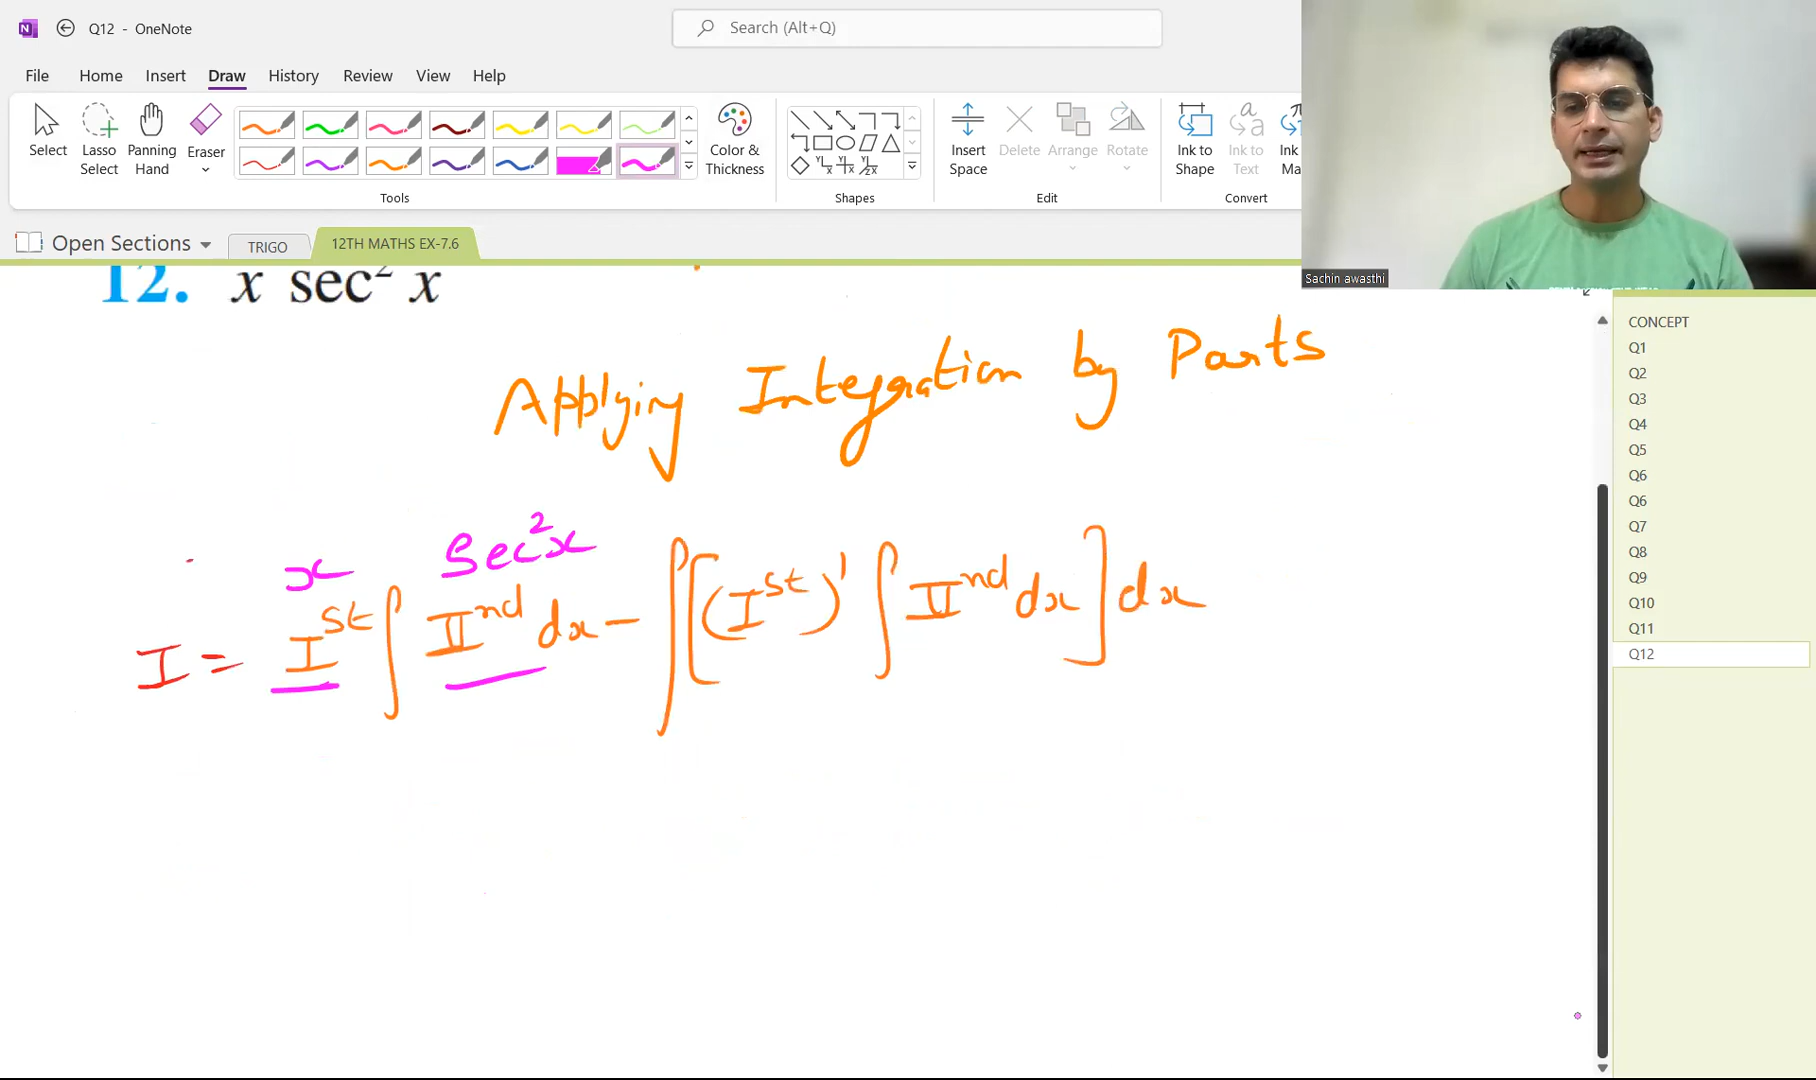 Q12 - OneNote
Search (Alt+Q)
File Home Insert Draw History Review View Help
Select
Lasso Select
Panning Hand
Eraser
Color & Thickness
Insert Space
Delete
Arrange
Rotate
Ink to Shape
Ink to Text
Ink Ma
Tools
Shapes
Edit
Convert
Open Sections
TRIGO
12TH MATHS EX-7.6
Sachin awasthi
12. x sec² x
Applying Integration by Parts
x sec²x
I = Iˢᵗ ∫ IIⁿᵈ dx - ∫[(Iˢᵗ)' ∫ IIⁿᵈ dx] dx
CONCEPT
Q1
Q2
Q3
Q4
Q5
Q6
Q6
Q7
Q8
Q9
Q10
Q11
Q12